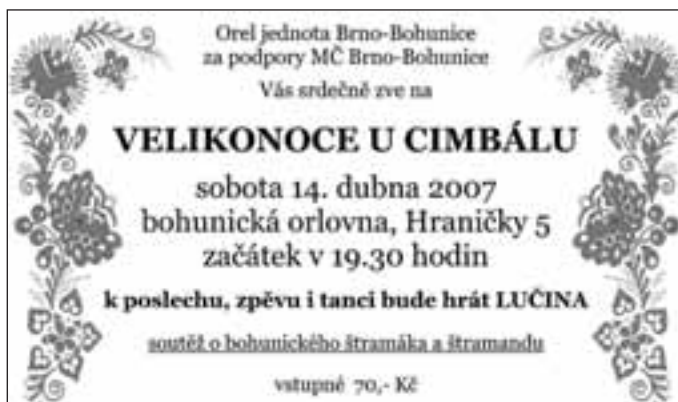 Orel jednota Brno-Bohunice
za podpory MČ Brno-Bohunice
Vás srdečně zve na
VELIKONOCE U CIMBÁLU
sobota 14. dubna 2007
bohunická orlovna, Hraničky 5
začátek v 19.30 hodin
k poslechu, zpěvu i tanci bude hrát LUČINA
soutěž o bohunického štramáka a štramandu
vstupné 70,- Kč